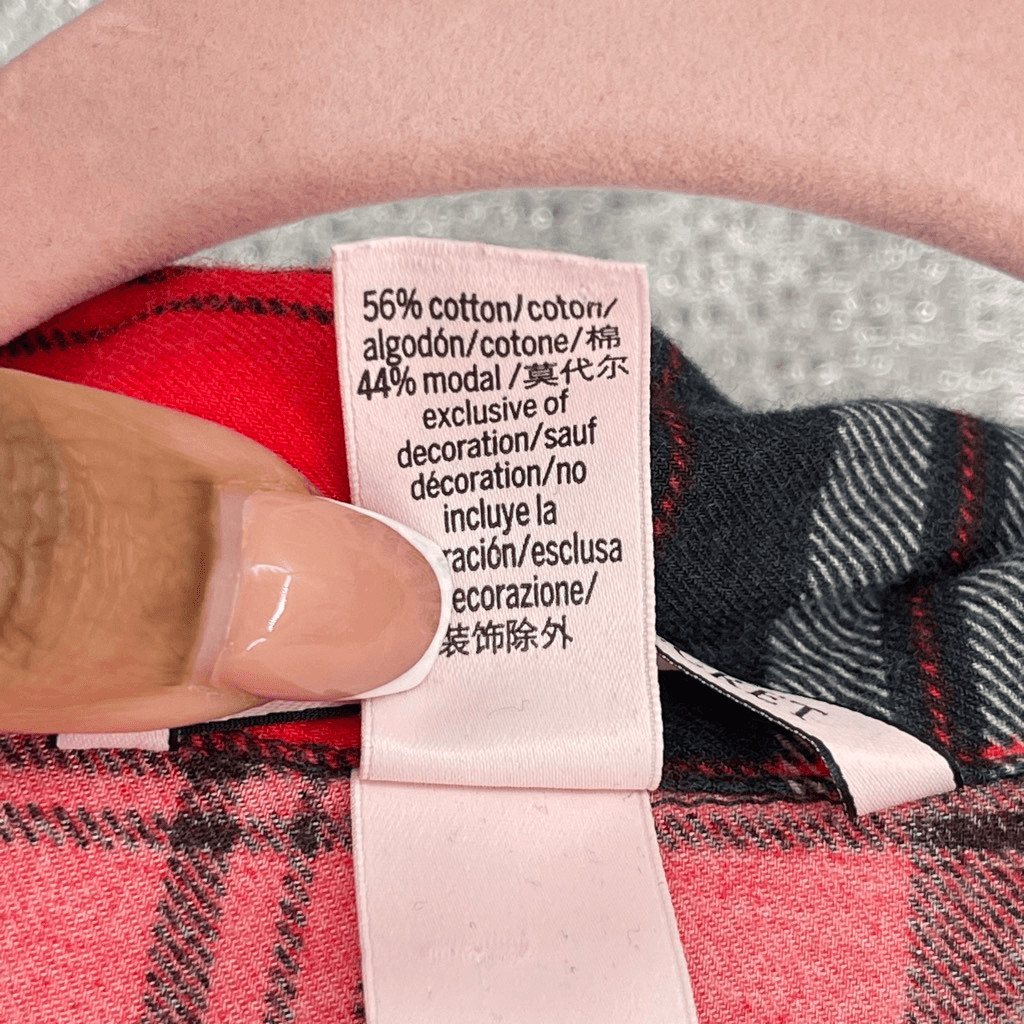 56% cotton/coton/
algodón/cotone/棉
44% modal /莫代尔
exclusive of
decoration/sauf
décoration/no
incluye la
ración/esclusa
ecorazione/
装饰除外
RET